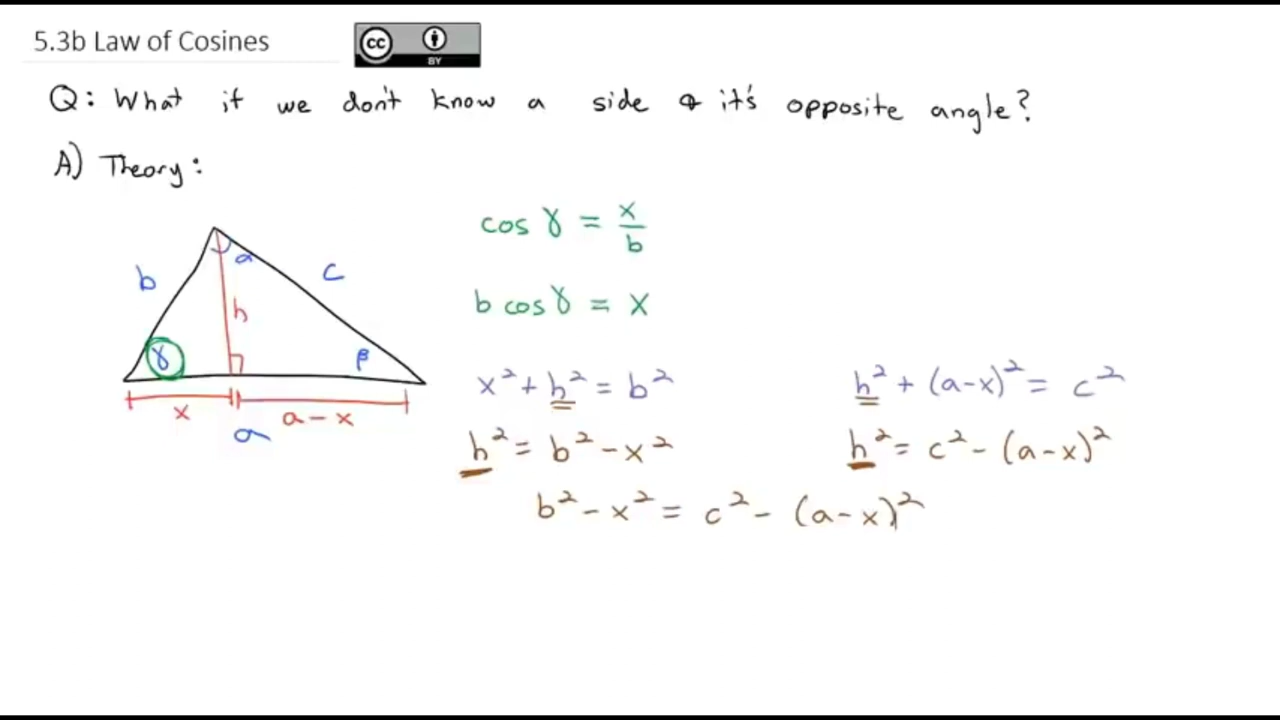 5.3b Law of Cosines
cc BY
Q: What if we don't know a side & it's opposite angle?
A) Theory:
cos γ = x/b
b cos γ = x
b
α
c
h
γ
β
x
a-x
a
x² + h² = b²
h² + (a-x)² = c²
h² = b² - x²
h² = c² - (a-x)²
b² - x² = c² - (a-x)²